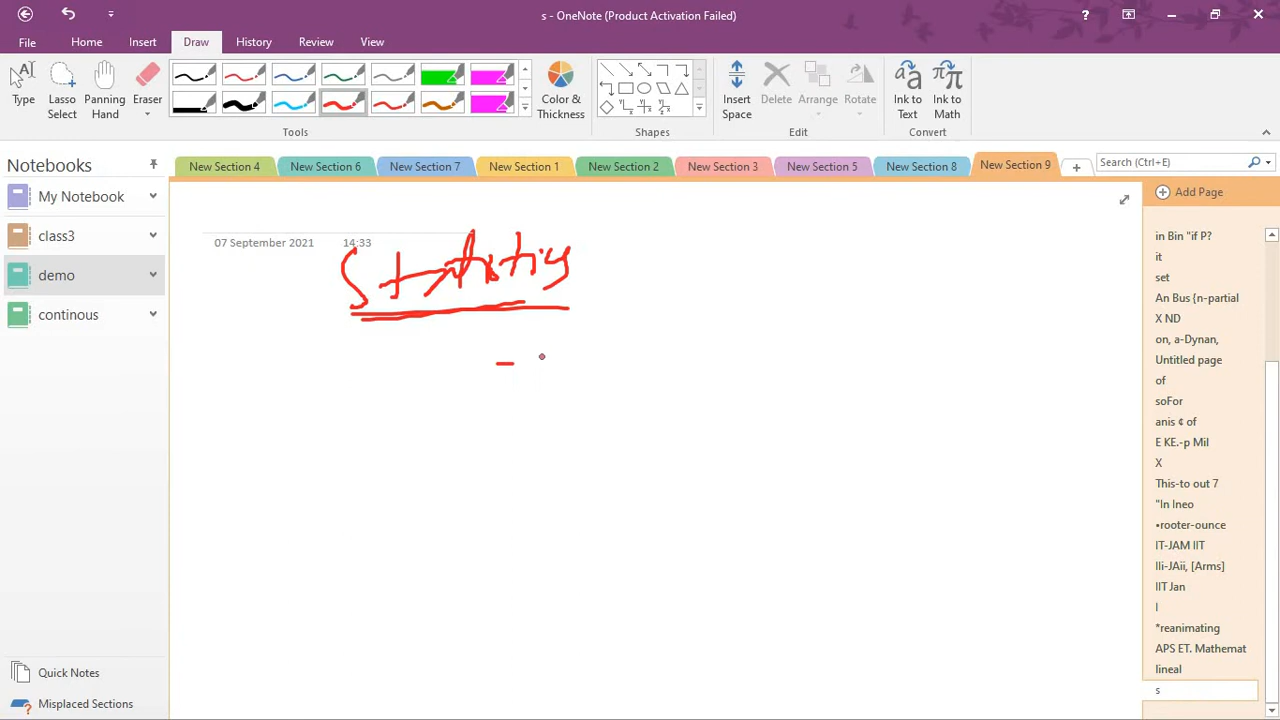 s - OneNote (Product Activation Failed)
File Home Insert Draw History Review View
Type Lasso Select Panning Hand Eraser Color & Thickness Insert Space Delete Arrange Rotate Ink to Text Ink to Math
Tools Shapes Edit Convert
Notebooks
New Section 4 New Section 6 New Section 7 New Section 1 New Section 2 New Section 3 New Section 5 New Section 8 New Section 9 Search (Ctrl+E)
My Notebook
class3
demo
continous
07 September 2021 14:33
Statistics
Add Page
in Bin "if P?
it
set
An Bus {n-partial
X ND
on, a-Dynan,
Untitled page
of
soFor
anis ¢ of
E KE.-p Mil
X
This-to out 7
"In Ineo
•rooter-ounce
IT-JAM IIT
IIi-JAii, [Arms]
IIT Jan
I
*reanimating
APS ET. Mathemat
lineal
s
Quick Notes
Misplaced Sections